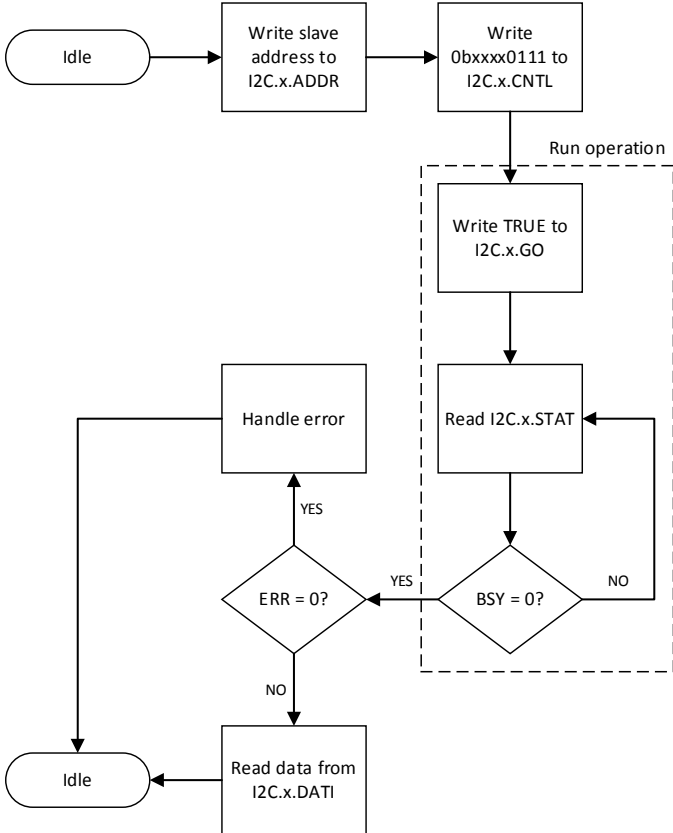 Idle
Write slave
address to
I2C.x.ADDR
Write
0bxxxx0111 to
I2C.x.CNTL
Run operation
Write TRUE to
I2C.x.GO
Read I2C.x.STAT
BSY = 0?
NO
YES
ERR = 0?
YES
Handle error
NO
Read data from
I2C.x.DATI
Idle